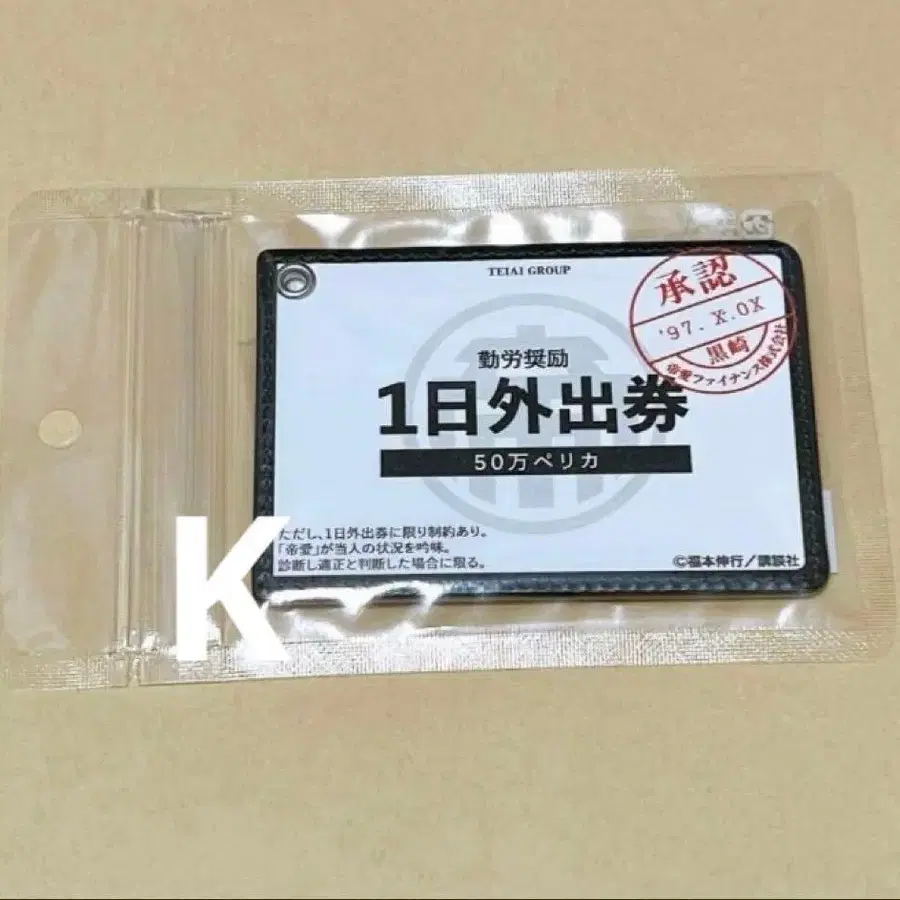 TEIAI GROUP
承認
'97. X.0X
黒崎
帝愛ファイナンス株式会社
勤労奨励
1日外出券
50万ペリカ
ただし、1日外出券に限り制約あり。
「帝愛」が当人の状況を吟味。
診断し適正と判断した場合に限る。
©福本伸行／講談社
K